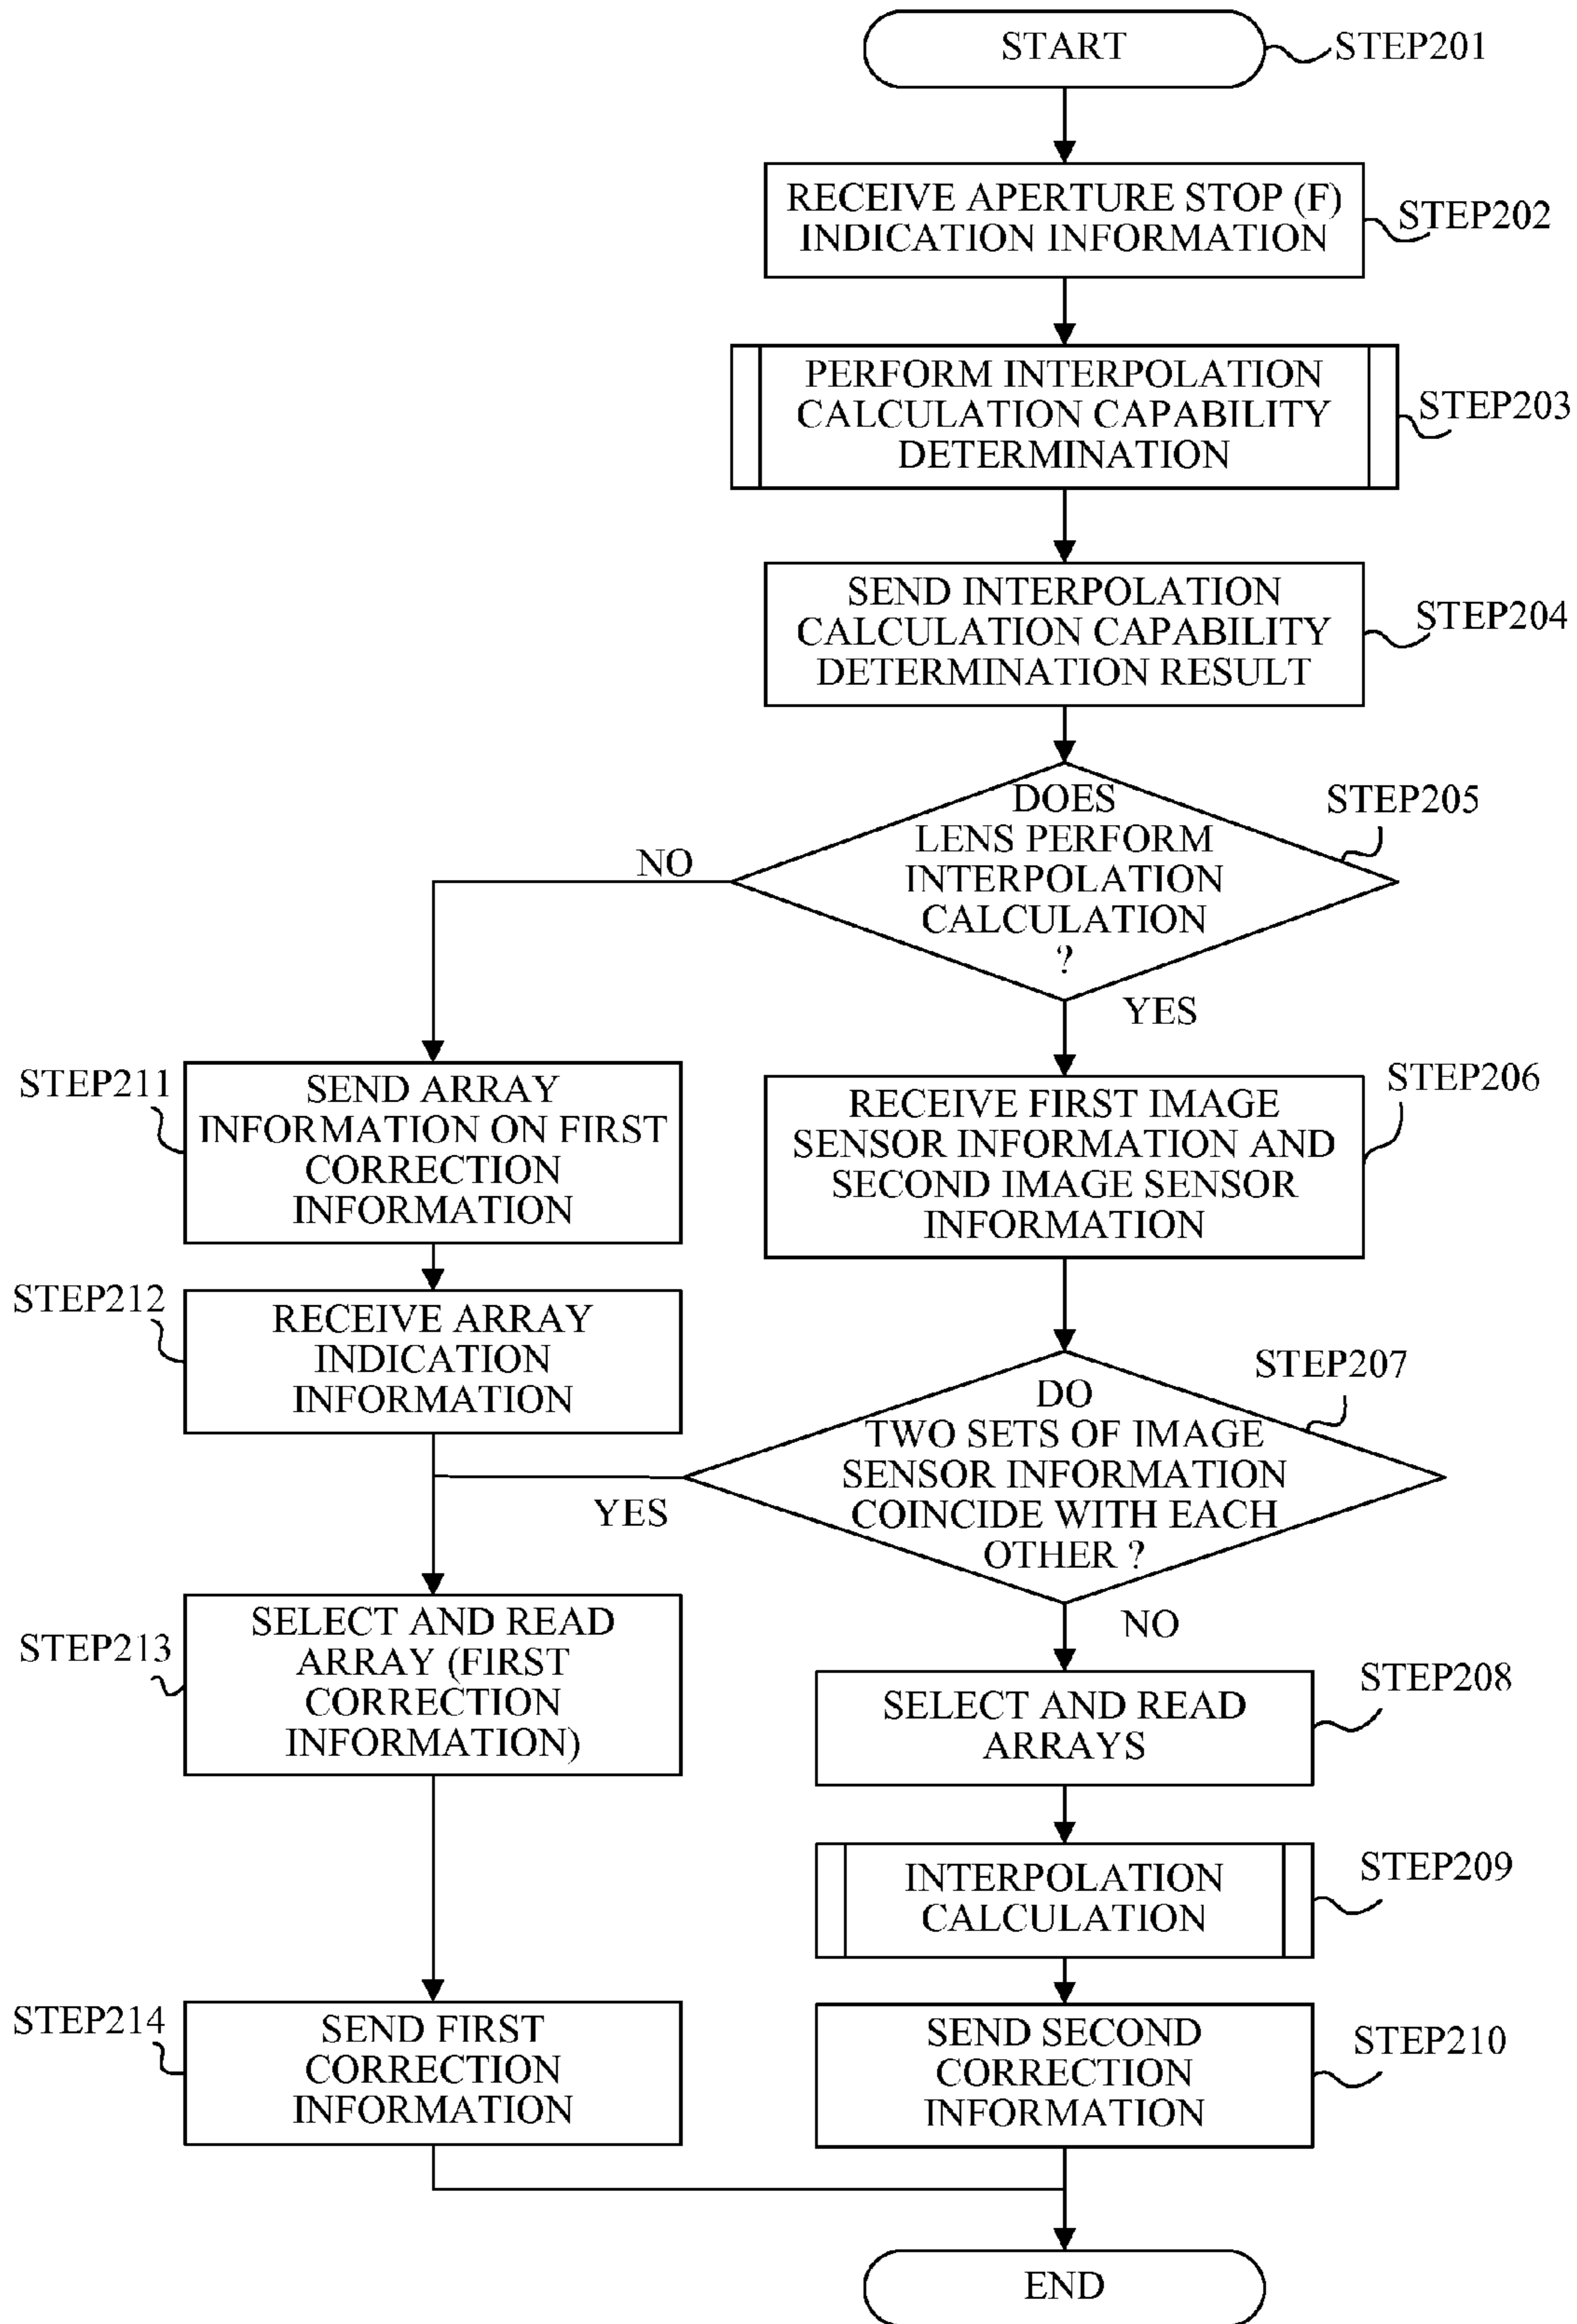 START
STEP201
RECEIVE APERTURE STOP (F)
INDICATION INFORMATION
STEP202
PERFORM INTERPOLATION
CALCULATION CAPABILITY
DETERMINATION
STEP203
SEND INTERPOLATION
CALCULATION CAPABILITY
DETERMINATION RESULT
STEP204
DOES
LENS PERFORM
INTERPOLATION
CALCULATION
?
STEP205
NO
YES
STEP211
SEND ARRAY
INFORMATION ON FIRST
CORRECTION
INFORMATION
RECEIVE FIRST IMAGE
SENSOR INFORMATION AND
SECOND IMAGE SENSOR
INFORMATION
STEP206
STEP212
RECEIVE ARRAY
INDICATION
INFORMATION
DO
TWO SETS OF IMAGE
SENSOR INFORMATION
COINCIDE WITH EACH
OTHER ?
STEP207
YES
NO
STEP213
SELECT AND READ
ARRAY (FIRST
CORRECTION
INFORMATION)
SELECT AND READ
ARRAYS
STEP208
INTERPOLATION
CALCULATION
STEP209
STEP214
SEND FIRST
CORRECTION
INFORMATION
SEND SECOND
CORRECTION
INFORMATION
STEP210
END